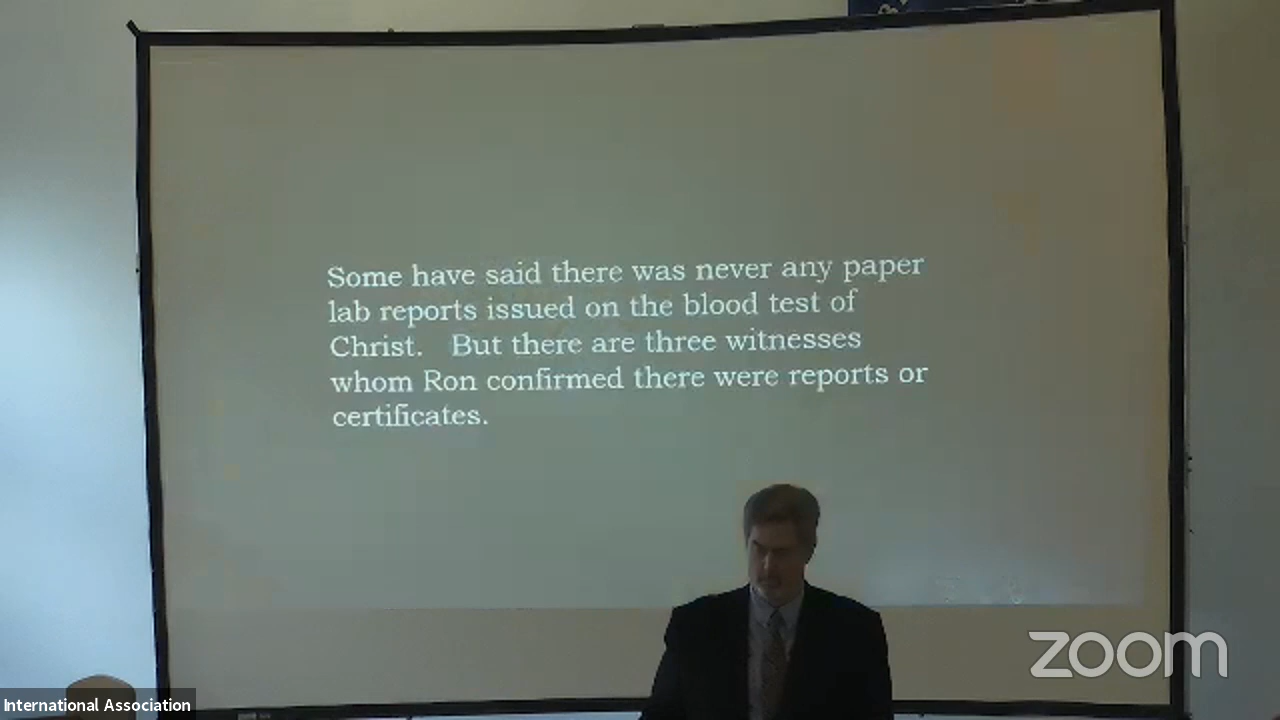 Some have said there was never any paper
lab reports issued on the blood test of
Christ. But there are three witnesses
whom Ron confirmed there were reports or
certificates.
zoom
International Association